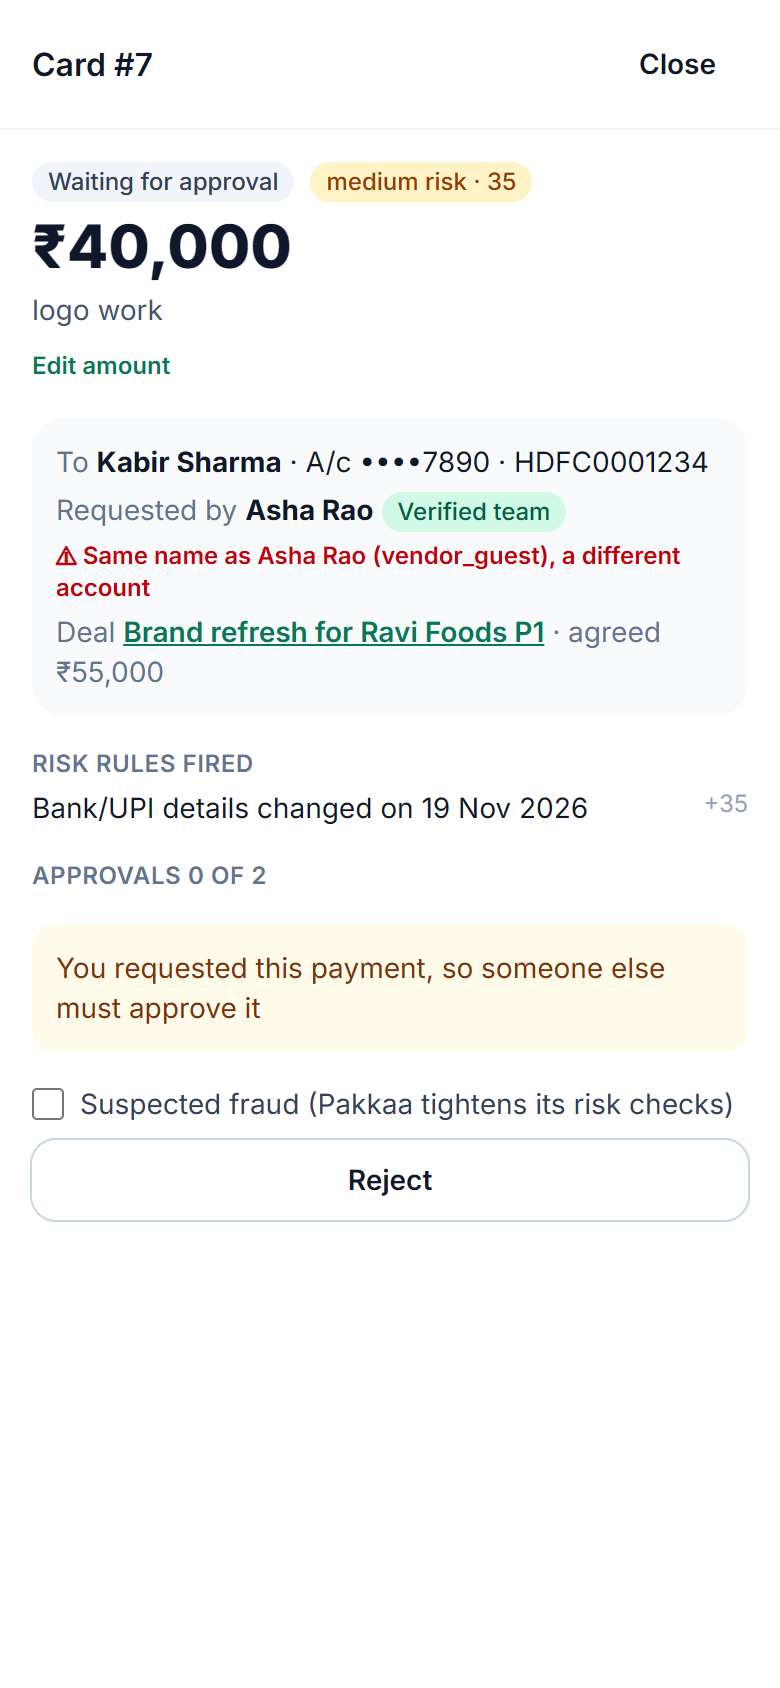 Card #7
Close
Waiting for approval
medium risk · 35
₹40,000
logo work
Edit amount
To Kabir Sharma · A/c ••••7890 · HDFC0001234
Requested by Asha Rao Verified team
⚠ Same name as Asha Rao (vendor_guest), a different
account
Deal Brand refresh for Ravi Foods P1 · agreed
₹55,000
RISK RULES FIRED
Bank/UPI details changed on 19 Nov 2026 +35
APPROVALS 0 OF 2
You requested this payment, so someone else
must approve it
Suspected fraud (Pakkaa tightens its risk checks)
Reject